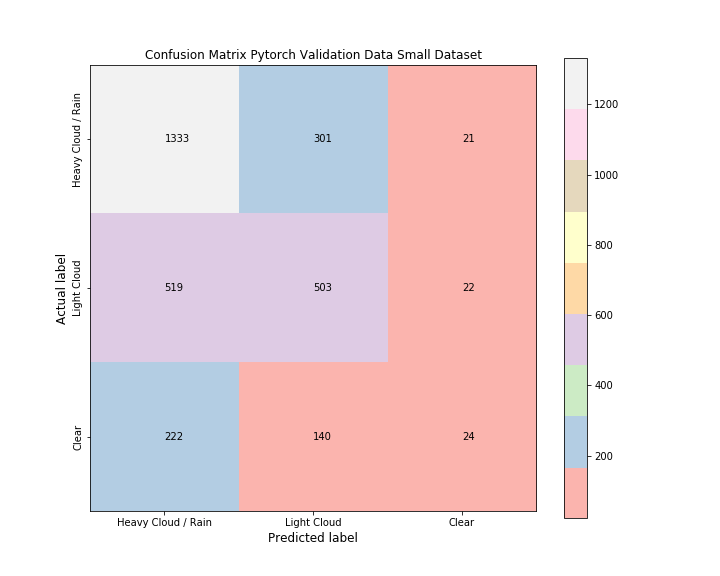 Confusion Matrix Pytorch Validation Data Small Dataset
Actual label
Heavy Cloud / Rain
1333 301 21
Light Cloud
519 503 22
Clear
222 140 24
Heavy Cloud / Rain Light Cloud Clear
Predicted label
1200
1000
800
600
400
200